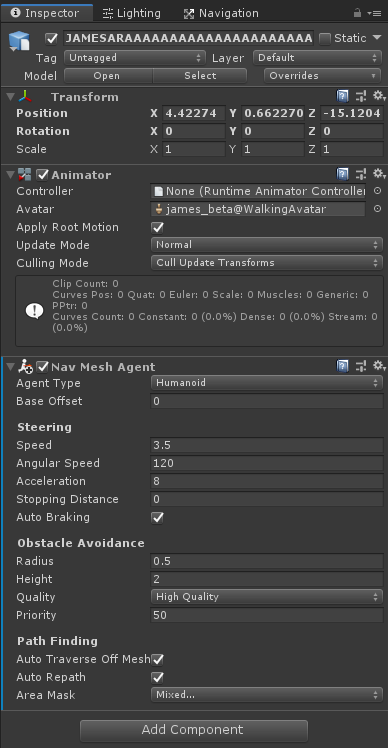 Inspector Lighting Navigation
JAMESARAAAAAAAAAAAAAAAAAAAAA Static
Tag Untagged Layer Default
Model Open Select Overrides
Transform
Position X 4.42274 Y 0.662270 Z -15.1204
Rotation X 0 Y 0 Z 0
Scale X 1 Y 1 Z 1
Animator
Controller None (Runtime Animator Controller
Avatar james_beta@WalkingAvatar
Apply Root Motion
Update Mode Normal
Culling Mode Cull Update Transforms
Clip Count: 0
Curves Pos: 0 Quat: 0 Euler: 0 Scale: 0 Muscles: 0 Generic: 0
PPtr: 0
Curves Count: 0 Constant: 0 (0.0%) Dense: 0 (0.0%) Stream: 0
(0.0%)
Nav Mesh Agent
Agent Type Humanoid
Base Offset 0
Steering
Speed 3.5
Angular Speed 120
Acceleration 8
Stopping Distance 0
Auto Braking
Obstacle Avoidance
Radius 0.5
Height 2
Quality High Quality
Priority 50
Path Finding
Auto Traverse Off Mesh
Auto Repath
Area Mask Mixed...
Add Component